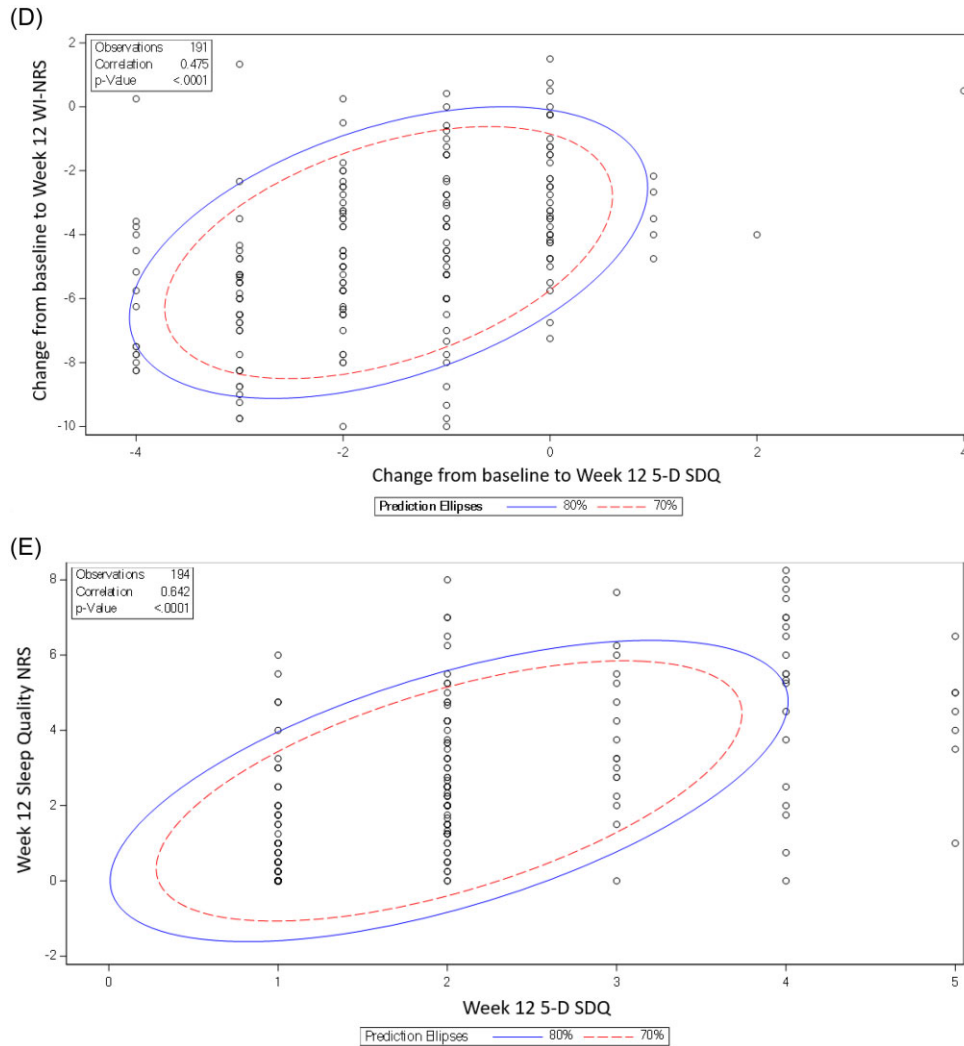 (D)
Observations 191
Correlation 0.475
p-Value <.0001
Change from baseline to Week 12 WI-NRS
2
0
-2
-4
-6
-8
-10
-4 -2 0 2 4
Change from baseline to Week 12 5-D SDQ
Prediction Ellipses 80% 70%
(E)
Observations 194
Correlation 0.642
p-Value <.0001
Week 12 Sleep Quality NRS
8
6
4
2
0
-2
0 1 2 3 4 5
Week 12 5-D SDQ
Prediction Ellipses 80% 70%